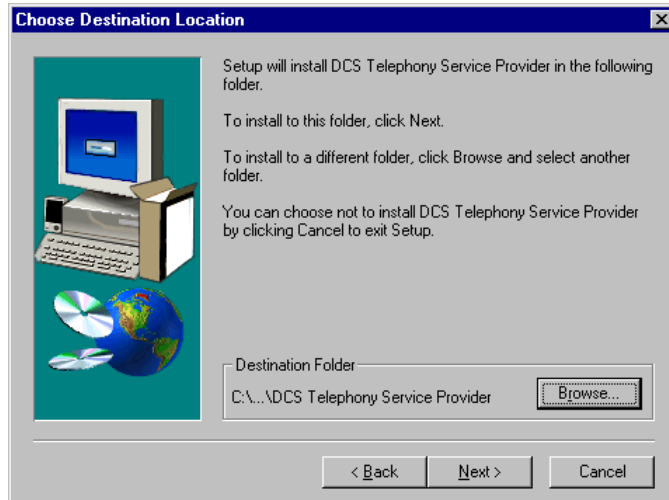 Choose Destination Location
Setup will install DCS Telephony Service Provider in the following
folder.
To install to this folder, click Next.
To install to a different folder, click Browse and select another
folder.
You can choose not to install DCS Telephony Service Provider
by clicking Cancel to exit Setup.
Destination Folder
C:\...\DCS Telephony Service Provider
Browse...
< Back
Next >
Cancel